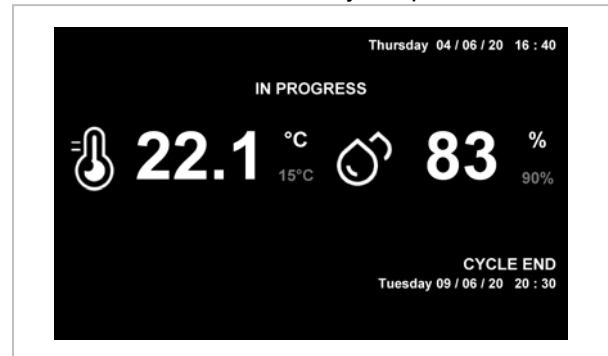 Thursday 04 / 06 / 20 16 : 40
IN PROGRESS
22.1 °C 83 %
15°C 90%
CYCLE END
Tuesday 09 / 06 / 20 20 : 30